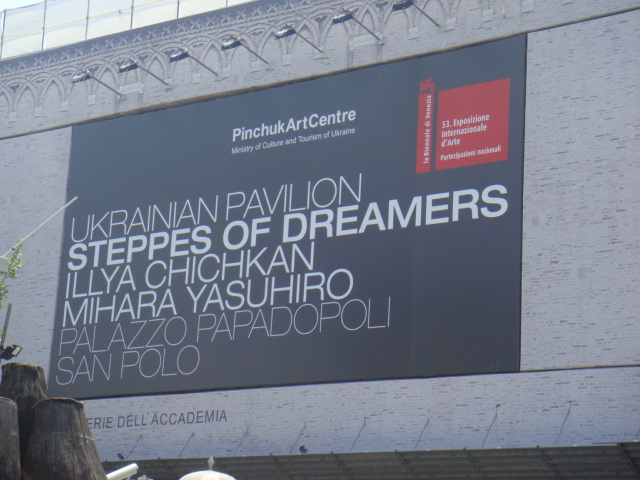 PinchukArtCentre
Ministry of Culture and Tourism of Ukraine
la Biennale di Venezia
53. Esposizione
Internazionale
d'Arte
Partecipazioni nazionali
UKRAINIAN PAVILION
STEPPES OF DREAMERS
ILLYA CHICHKAN
MIHARA YASUHIRO
PALAZZO PAPADOPOLI
SAN POLO
ERIE DELL'ACCADEMIA